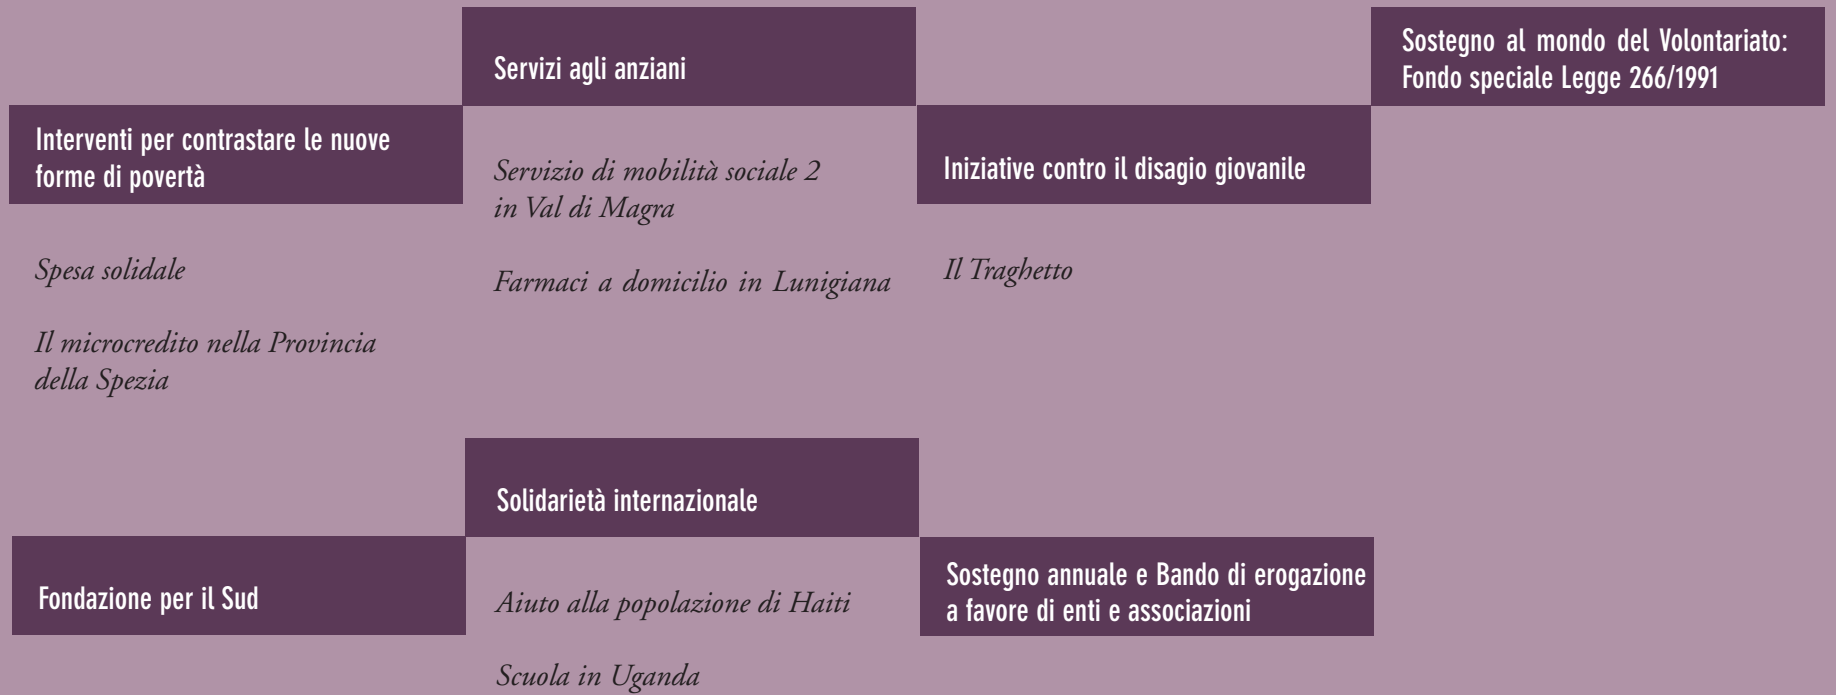 Interventi per contrastare le nuove
forme di povertà
Spesa solidale
Il microcredito nella Provincia
della Spezia
Servizi agli anziani
Servizio di mobilità sociale 2
in Val di Magra
Farmaci a domicilio in Lunigiana
Iniziative contro il disagio giovanile
Il Traghetto
Sostegno al mondo del Volontariato:
Fondo speciale Legge 266/1991
Fondazione per il Sud
Solidarietà internazionale
Aiuto alla popolazione di Haiti
Scuola in Uganda
Sostegno annuale e Bando di erogazione
a favore di enti e associazioni